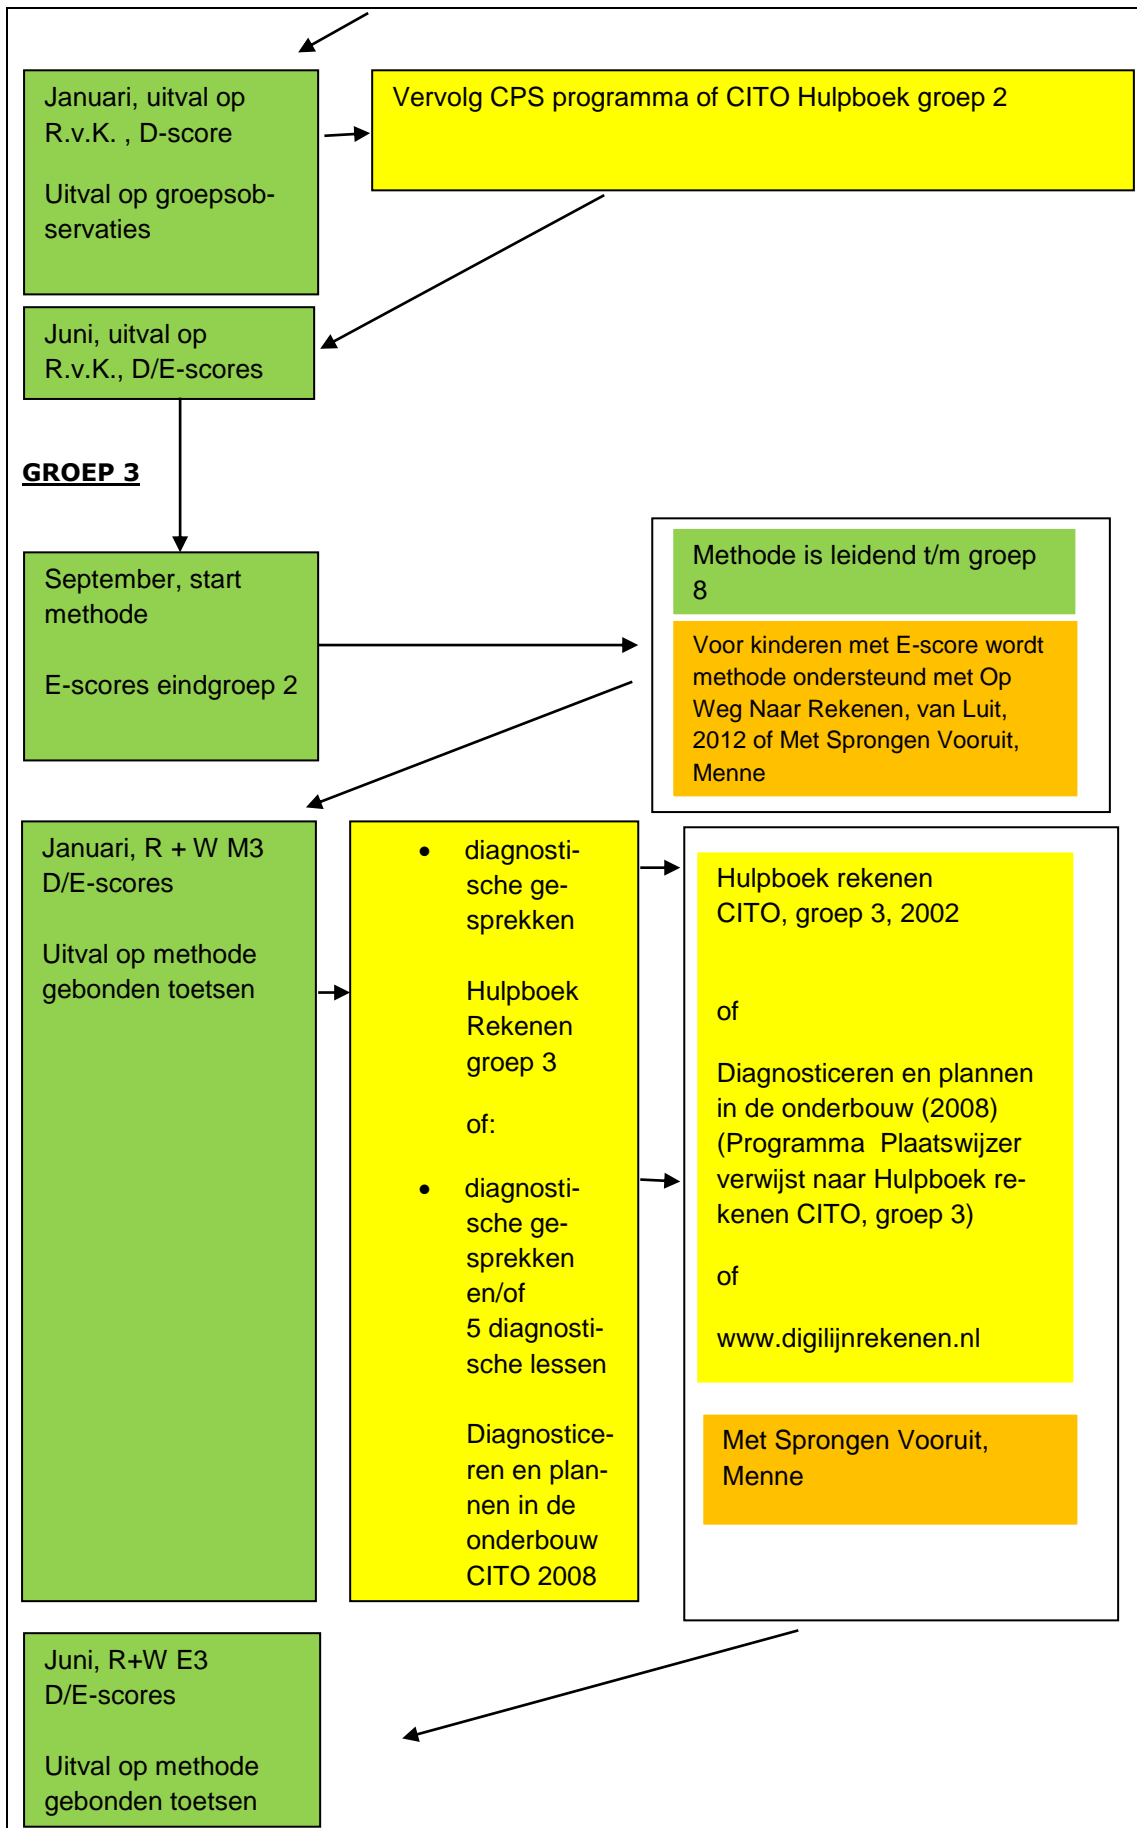 Januari, uitval op
R.v.K. , D-score
Uitval op groepsob-
servaties
Vervolg CPS programma of CITO Hulpboek groep 2
Juni, uitval op
R.v.K., D/E-scores
GROEP 3
September, start
methode
E-scores eindgroep 2
Methode is leidend t/m groep
8
Voor kinderen met E-score wordt
methode ondersteund met Op
Weg Naar Rekenen, van Luit,
2012 of Met Sprongen Vooruit,
Menne
Januari, R + W M3
D/E-scores
Uitval op methode
gebonden toetsen
• diagnosti-
sche ge-
sprekken
Hulpboek
Rekenen
groep 3
of:
• diagnosti-
sche ge-
sprekken
en/of
5 diagnosti-
sche lessen
Diagnostice-
ren en plan-
nen in de
onderbouw
CITO 2008
Hulpboek rekenen
CITO, groep 3, 2002
of
Diagnosticeren en plannen
in de onderbouw (2008)
(Programma Plaatswijzer
verwijst naar Hulpboek re-
kenen CITO, groep 3)
of
www.digilijnrekenen.nl
Met Sprongen Vooruit,
Menne
Juni, R+W E3
D/E-scores
Uitval op methode
gebonden toetsen